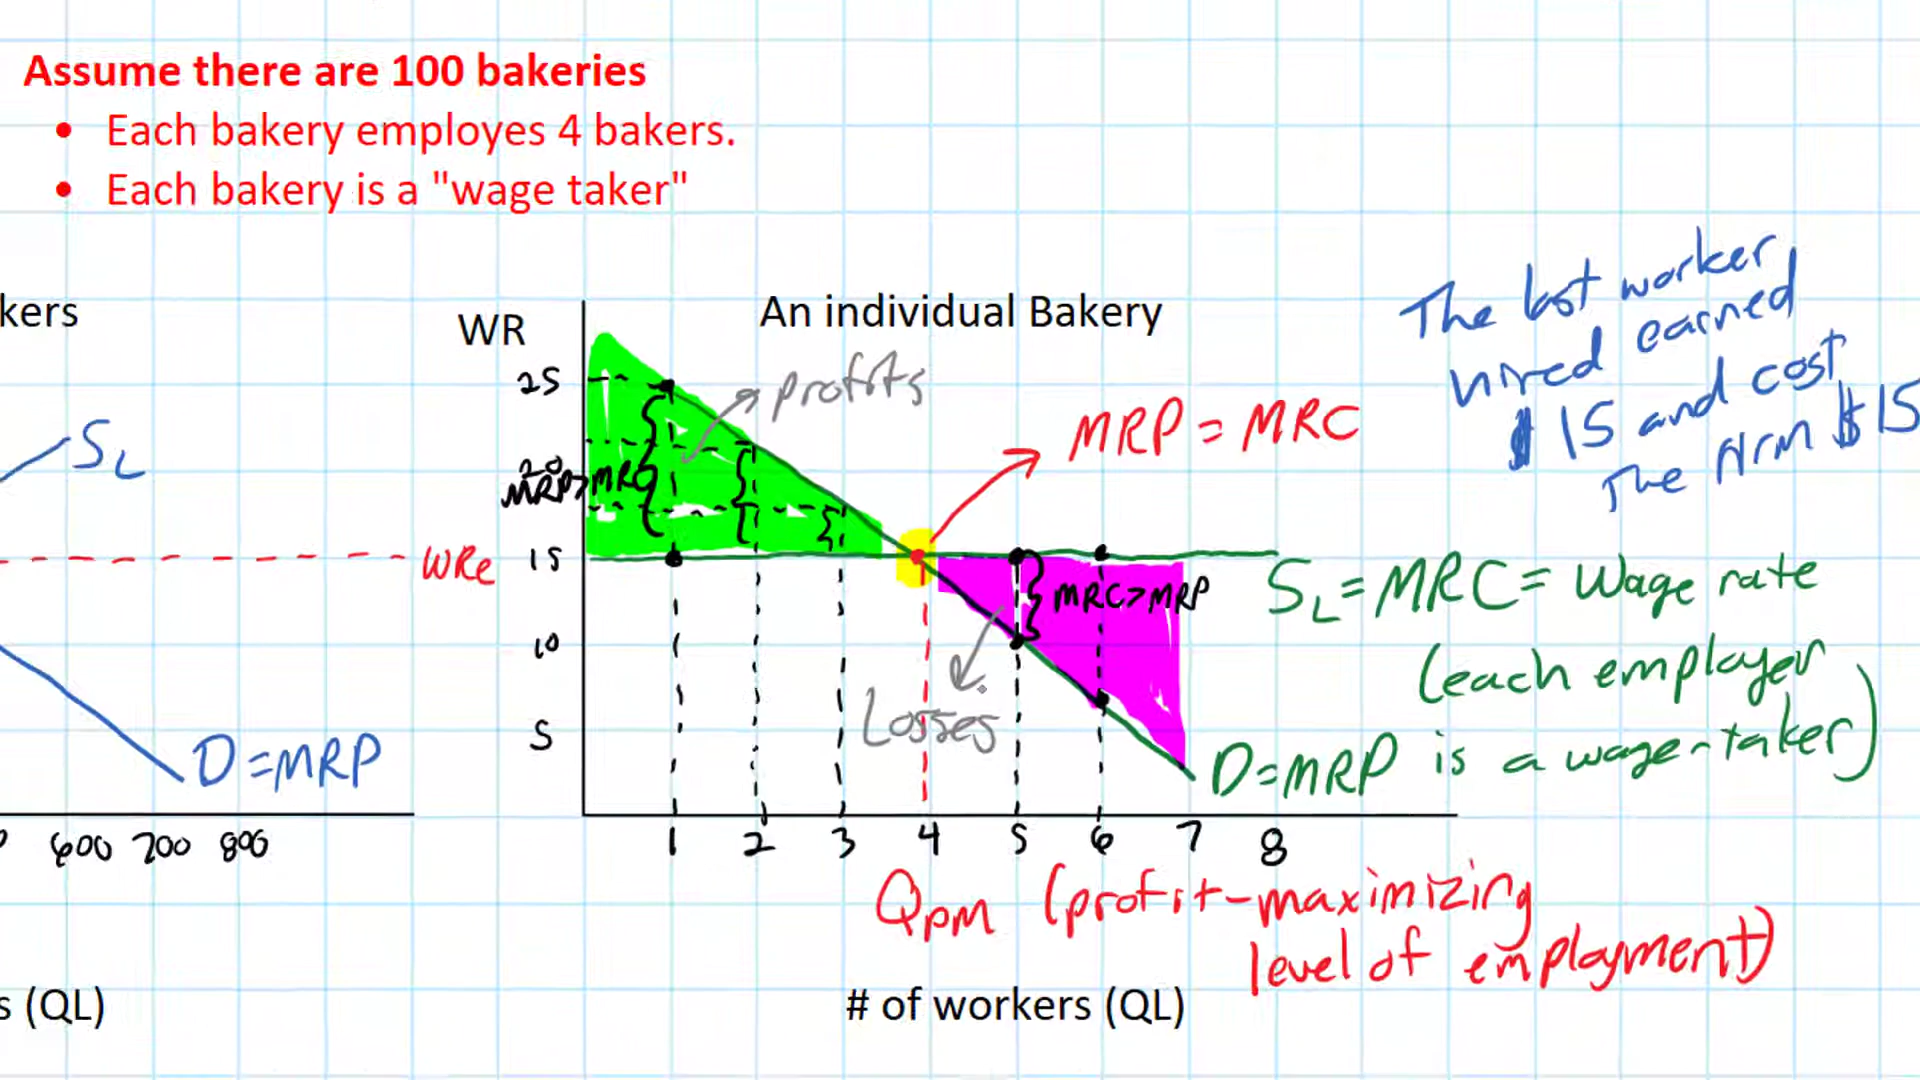 Assume there are 100 bakeries
• Each bakery employes 4 bakers.
• Each bakery is a "wage taker"
kers
SL
D=MRP
600 700 800
s (QL)
WRe
An individual Bakery
WR
25
20
15
10
5
MRP>MRC
profits
MRP = MRC
MRC>MRP
Losses
1 2 3 4 5 6 7 8
D=MRP
SL=MRC= Wage rate
(each employer
is a wage-taker)
The last worker
hired earned
$15 and cost
The firm $15
Qpm (profit-maximizing
level of employment)
# of workers (QL)